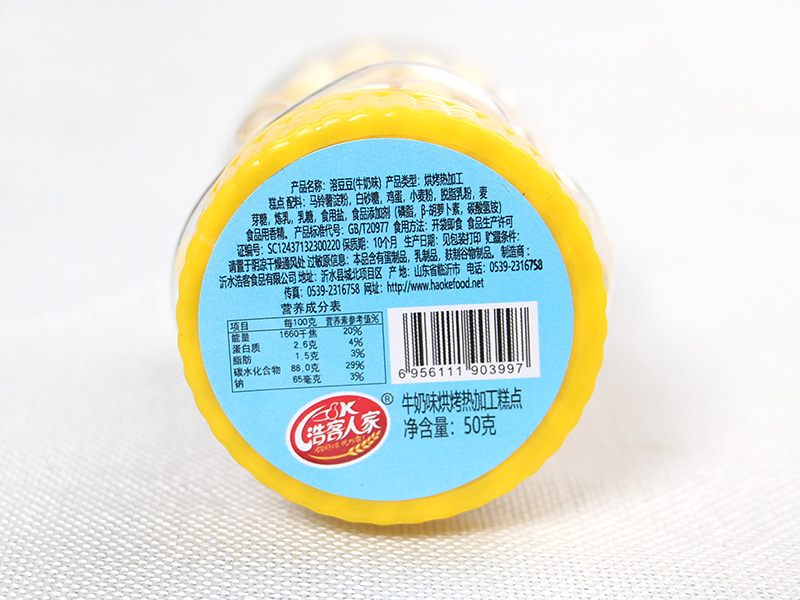 产品名称：溶豆豆(牛奶味) 产品类型：烘烤热加工
糕点 配料：马铃薯淀粉，白砂糖，鸡蛋，小麦粉，脱脂乳粉，麦
芽糖，炼乳，乳糖，食用盐，食品添加剂（磷脂，β-胡萝卜素，碳酸氢铵）
食品用香精。 产品标准代号：GB/T20977 食用方法：开袋即食 食品生产许可
证编号：SC12437132300220 保质期：10个月 生产日期：见包装打印 贮藏条件：
请置于阴凉干燥通风处 过敏原信息：本品含有蛋制品，乳制品，麸制谷物制品。 制造商：
沂水浩客食品有限公司 地址：沂水县城北项目区 产 地：山东省临沂市 电话：0539-2316758
传真：0539-2316758 网址：http://www.haokefood.net
营养成分表
项目 每100克 营养素参考值%
能量 1660千焦 20%
蛋白质 2.6克 4%
脂肪 1.5克 3%
碳水化合物 88.0克 29%
钠 65毫克 3%
6 956111 903997
OK
浩客人家
®
牛奶味烘烤热加工糕点
净含量：50克